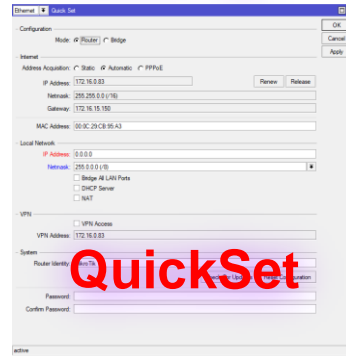 Ethernet Quick Set
OK
Cancel
Apply
Configuration
Mode: Router Bridge
Internet
Address Acquisition: Static Automatic PPPoE
IP Address: 172.16.0.83 Renew Release
Netmask: 255.255.0.0 (/16)
Gateway: 172.16.15.150
MAC Address: 00:0C:29:CB:95:A3
Local Network
IP Address: 0.0.0.0
Netmask: 255.0.0.0 (/8)
Bridge All LAN Ports
DHCP Server
NAT
VPN
VPN Access
VPN Address: 172.16.0.83
System
Router Identity: MikroTik
QuickSet
Password:
Confirm Password:
active